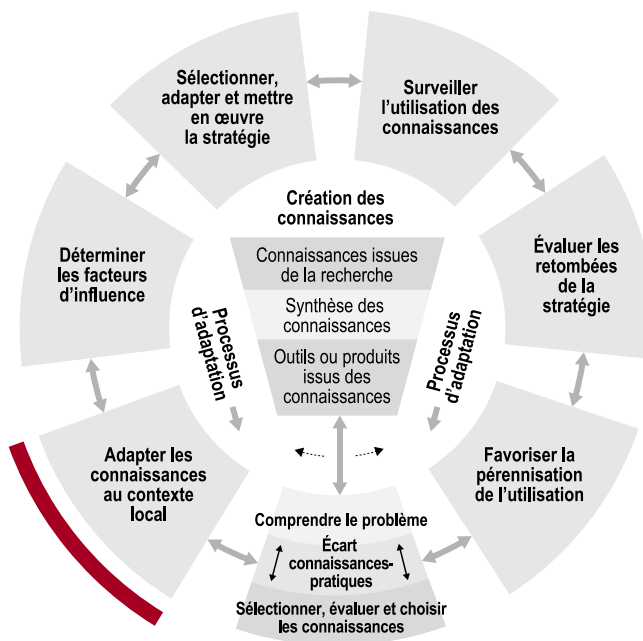 Sélectionner,
adapter et mettre
en œuvre
la stratégie
Surveiller
l’utilisation des
connaissances
Création des
connaissances
Connaissances issues
de la recherche
Synthèse des
connaissances
Outils ou produits
issus des
connaissances
Déterminer
les facteurs
d’influence
Évaluer les
retombées
de la
stratégie
Processus
d’adaptation
Processus
d’adaptation
Adapter les
connaissances
au contexte
local
Favoriser la
pérennisation
de l’utilisation
Comprendre le problème
Écart
connaissances-
pratiques
Sélectionner, évaluer et choisir
les connaissances